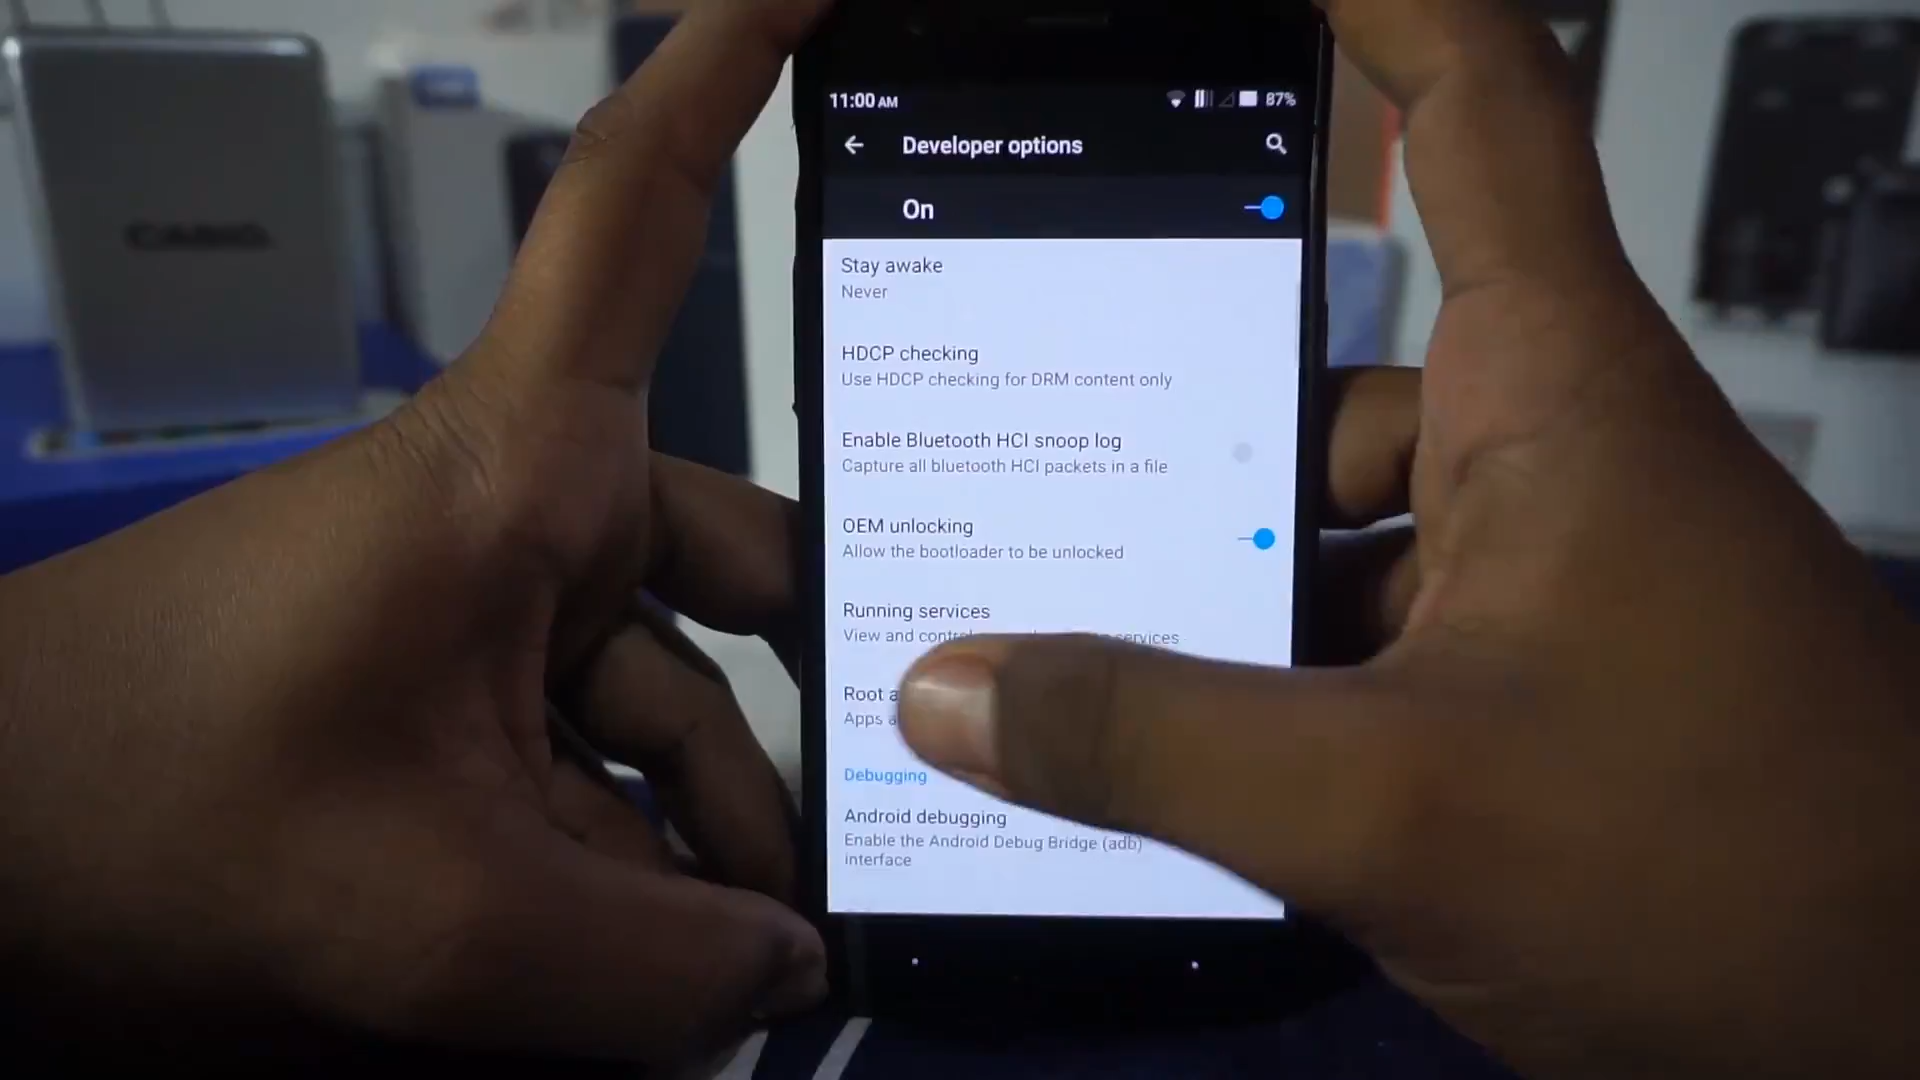 CASIO
11:00 AM
87%
Developer options
On
Stay awake
Never
HDCP checking
Use HDCP checking for DRM content only
Enable Bluetooth HCI snoop log
Capture all bluetooth HCI packets in a file
OEM unlocking
Allow the bootloader to be unlocked
Running services
View and services
Root
Apps
Debugging
Android debugging
Enable the Android Debug Bridge (adb)
interface